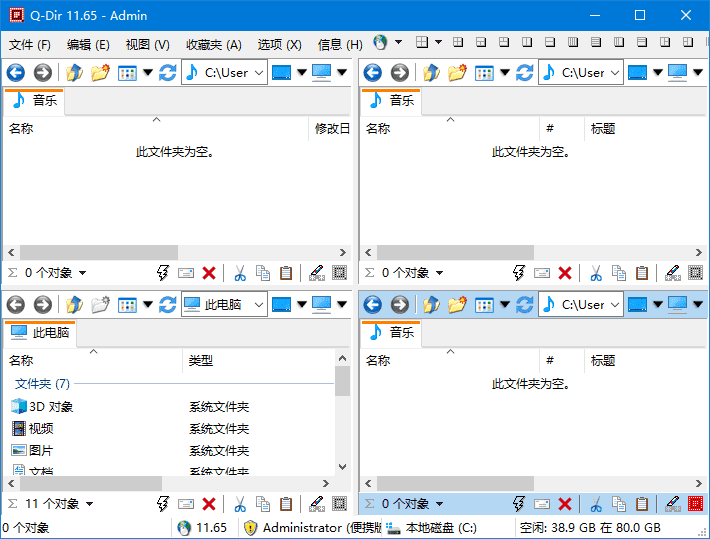 Q-Dir 11.65 - Admin
文件 (F) 编辑 (E) 视图 (V) 收藏夹 (A) 选项 (X) 信息 (H)
C:\User C:\User
音乐 音乐
名称 修改日 名称 # 标题
此文件夹为空。 此文件夹为空。
Σ 0 个对象 Σ 0 个对象
此电脑 C:\User
此电脑 音乐
名称 类型 名称 # 标题
文件夹 (7) 此文件夹为空。
3D 对象 系统文件夹
视频 系统文件夹
图片 系统文件夹
文档 系统文件夹
Σ 11 个对象 Σ 0 个对象
0 个对象 11.65 Administrator (便携版 本地磁盘 (C:) 空闲: 38.9 GB 在 80.0 GB